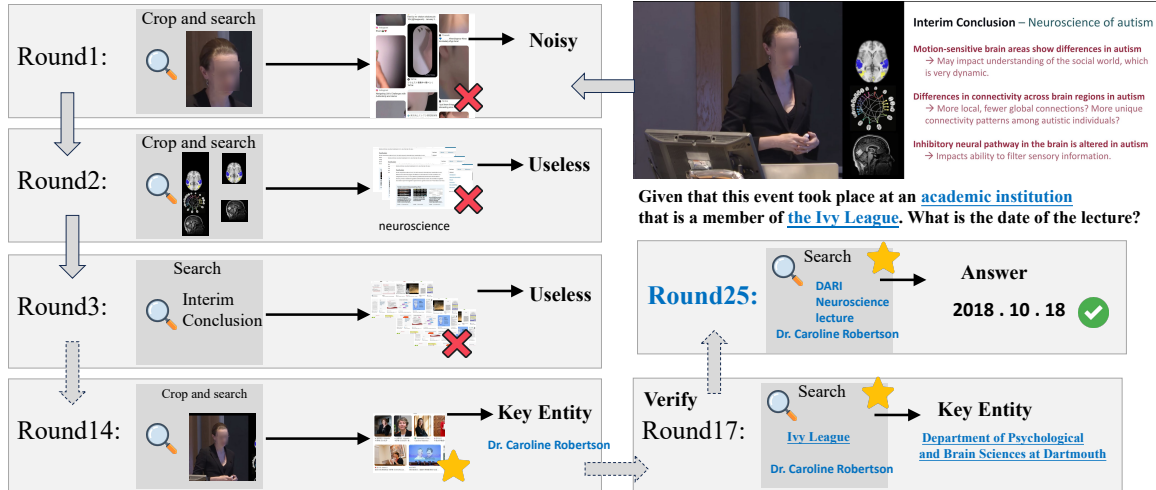 Round1:
Crop and search
Noisy
Round2:
Crop and search
neuroscience
Useless
Round3:
Search
Interim
Conclusion
Useless
Round14:
Crop and search
Key Entity
Dr. Caroline Robertson
Interim Conclusion – Neuroscience of autism
Motion-sensitive brain areas show differences in autism
→ May impact understanding of the social world, which
is very dynamic.
Differences in connectivity across brain regions in autism
→ More local, fewer global connections? More unique
connectivity patterns among autistic individuals?
Inhibitory neural pathway in the brain is altered in autism
→ Impacts ability to filter sensory information.
Given that this event took place at an academic institution
that is a member of the Ivy League. What is the date of the lecture?
Round25:
Search
DARI
Neuroscience
lecture
Dr. Caroline Robertson
Answer
2018 . 10 . 18
Verify
Round17:
Search
Ivy League
Dr. Caroline Robertson
Key Entity
Department of Psychological
and Brain Sciences at Dartmouth